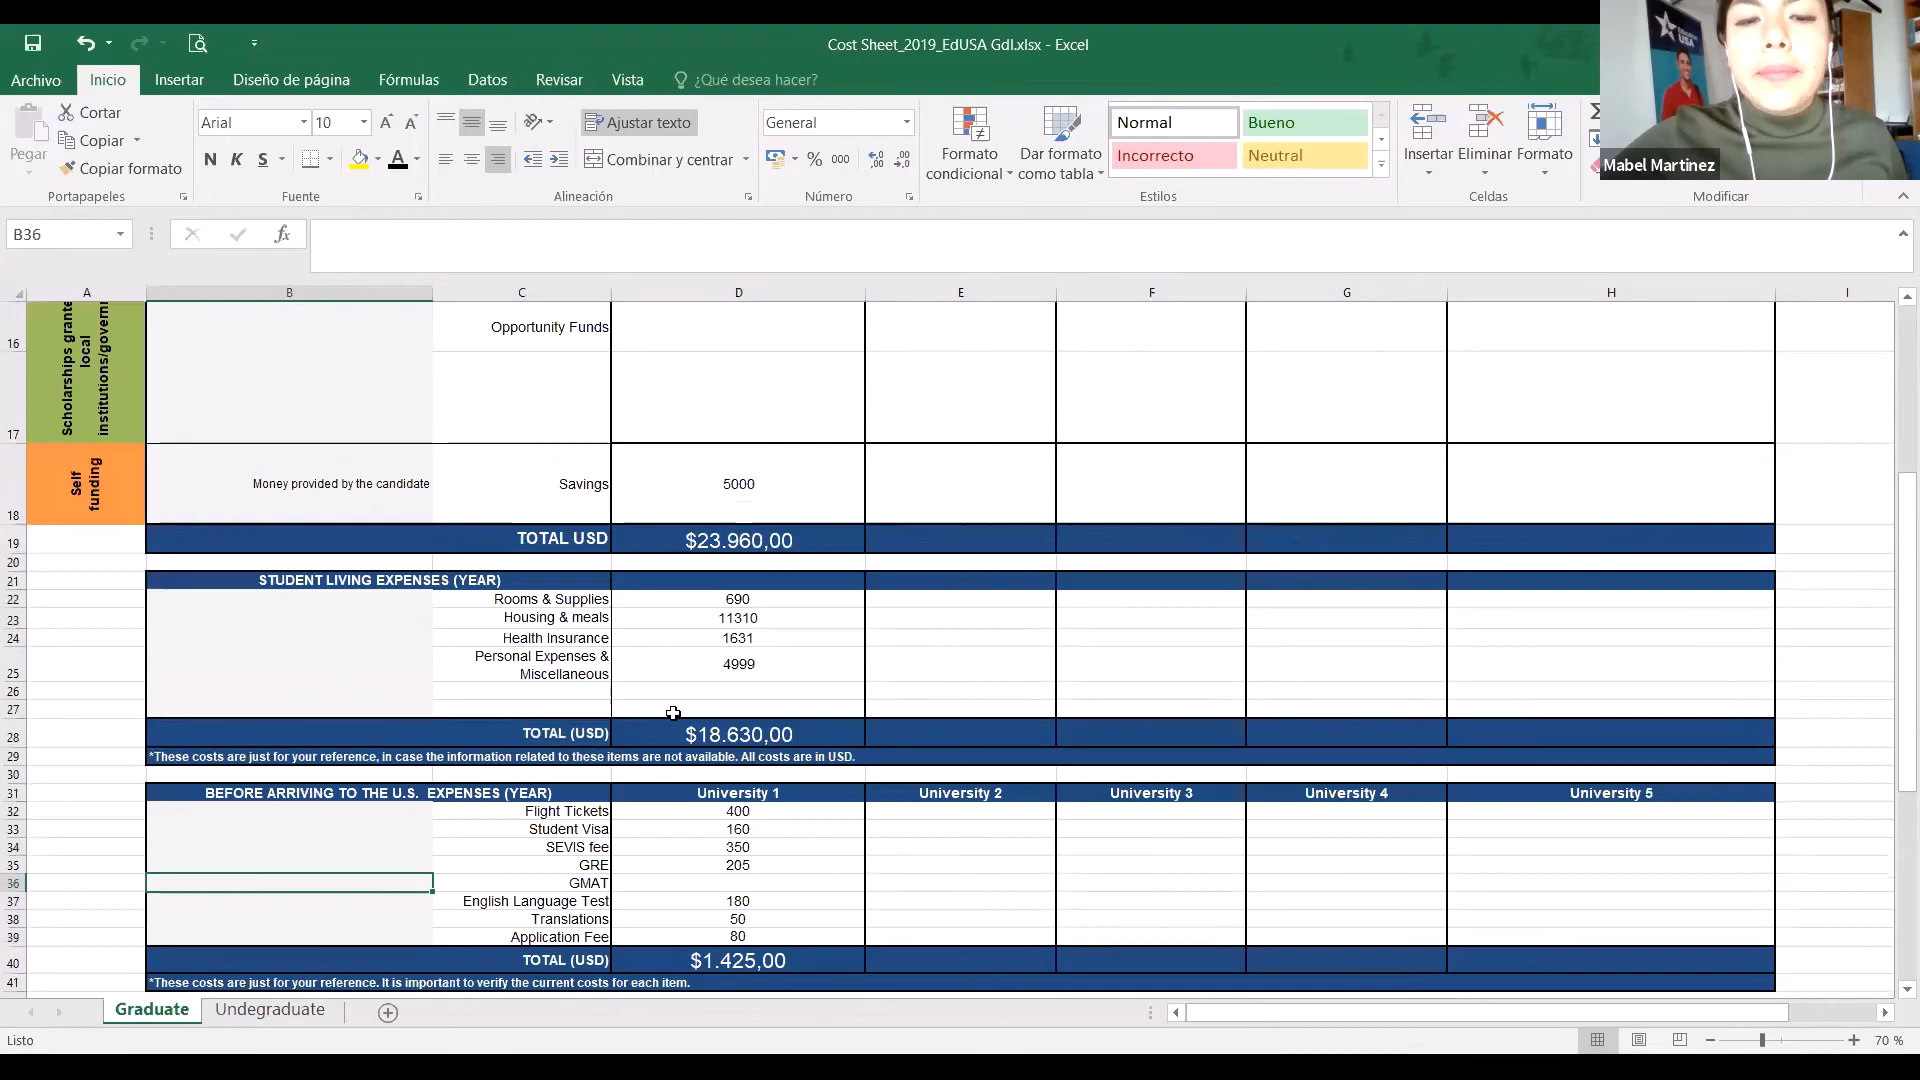 Cost Sheet_2019_EdUSA Gdl.xlsx - Excel
USA
Archivo Inicio Insertar Diseño de página Fórmulas Datos Revisar Vista ¿Qué desea hacer?
Pegar
Cortar
Copiar
Copiar formato
Arial 10
N K S
Ajustar texto
Combinar y centrar
General
% 000
Formato condicional
Dar formato como tabla
Normal Bueno
Incorrecto Neutral
Insertar Eliminar Formato
Mabel Martinez
Portapapeles Fuente Alineación Número Estilos Celdas Modificar
B36 fx
A B C D E F G H I
16 Opportunity Funds
17
Scholarships
local
18 Self funding Money provided by the candidate Savings 5000
19 TOTAL USD $23.960,00
20
21 STUDENT LIVING EXPENSES (YEAR)
22 Rooms & Supplies 690
23 Housing & meals 11310
24 Health Insurance 1631
25 Personal Expenses & Miscellaneous 4999
26
27
28 TOTAL (USD) $18.630,00
29 *These costs are just for your reference, in case the information related to these items are not available. All costs are in USD.
30
31 BEFORE ARRIVING TO THE U.S. EXPENSES (YEAR) University 1 University 2 University 3 University 4 University 5
32 Flight Tickets 400
33 Student Visa 160
34 SEVIS fee 350
35 GRE 205
36 GMAT
37 English Language Test 180
38 Translations 50
39 Application Fee 80
40 TOTAL (USD) $1.425,00
41 *These costs are just for your reference. It is important to verify the current costs for each item.
Graduate Undegraduate
Listo 70 %